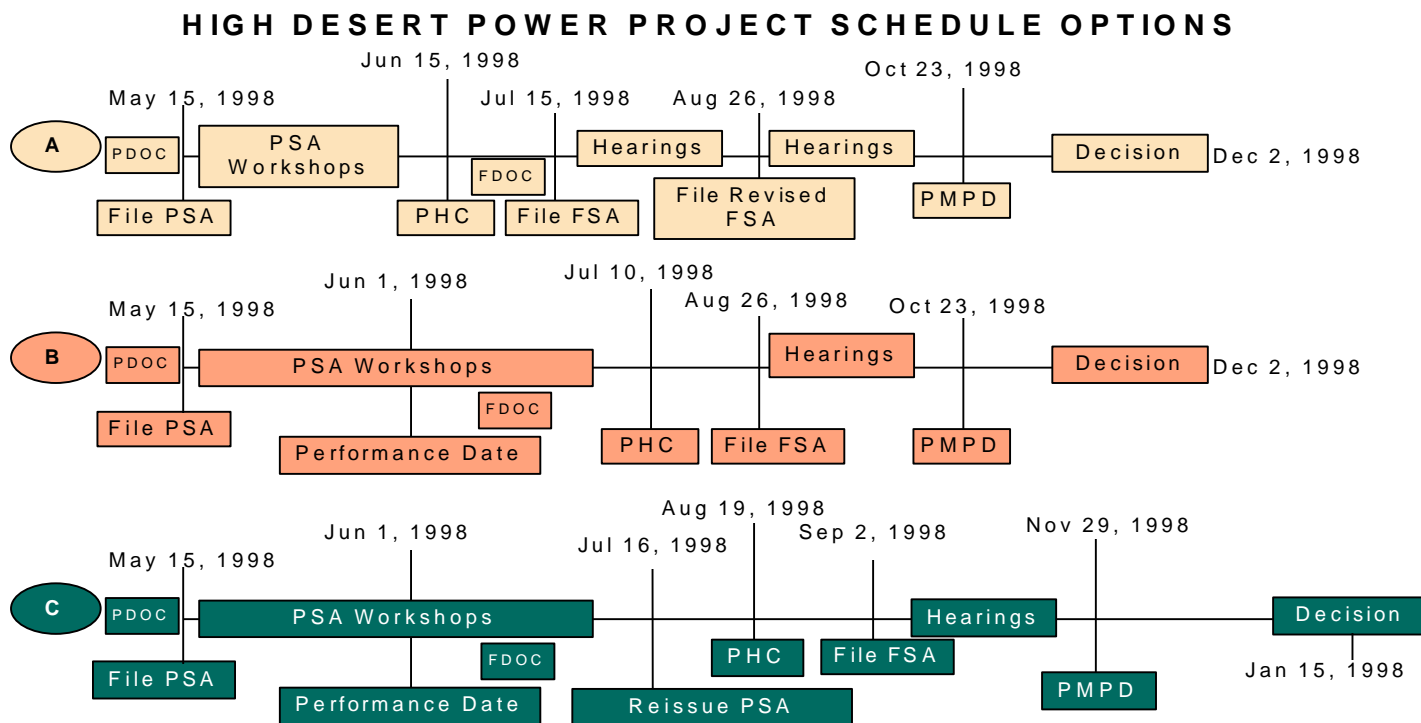 HIGH DESERT POWER PROJECT SCHEDULE OPTIONS
Jun 15, 1998
Oct 23, 1998
May 15, 1998
Jul 15, 1998
Aug 26, 1998
A
PDOC
PSA
Workshops
Hearings
Hearings
Decision
Dec 2, 1998
FDOC
File PSA
PHC
File FSA
File Revised
FSA
PMPD
Jul 10, 1998
Jun 1, 1998
May 15, 1998
Aug 26, 1998
Oct 23, 1998
B
PDOC
PSA Workshops
Hearings
Decision
Dec 2, 1998
FDOC
File PSA
Performance Date
PHC
File FSA
PMPD
Aug 19, 1998
Nov 29, 1998
Jun 1, 1998
Sep 2, 1998
May 15, 1998
Jul 16, 1998
C
PDOC
PSA Workshops
Hearings
Decision
FDOC
PHC
File FSA
Jan 15, 1998
File PSA
Performance Date
Reissue PSA
PMPD